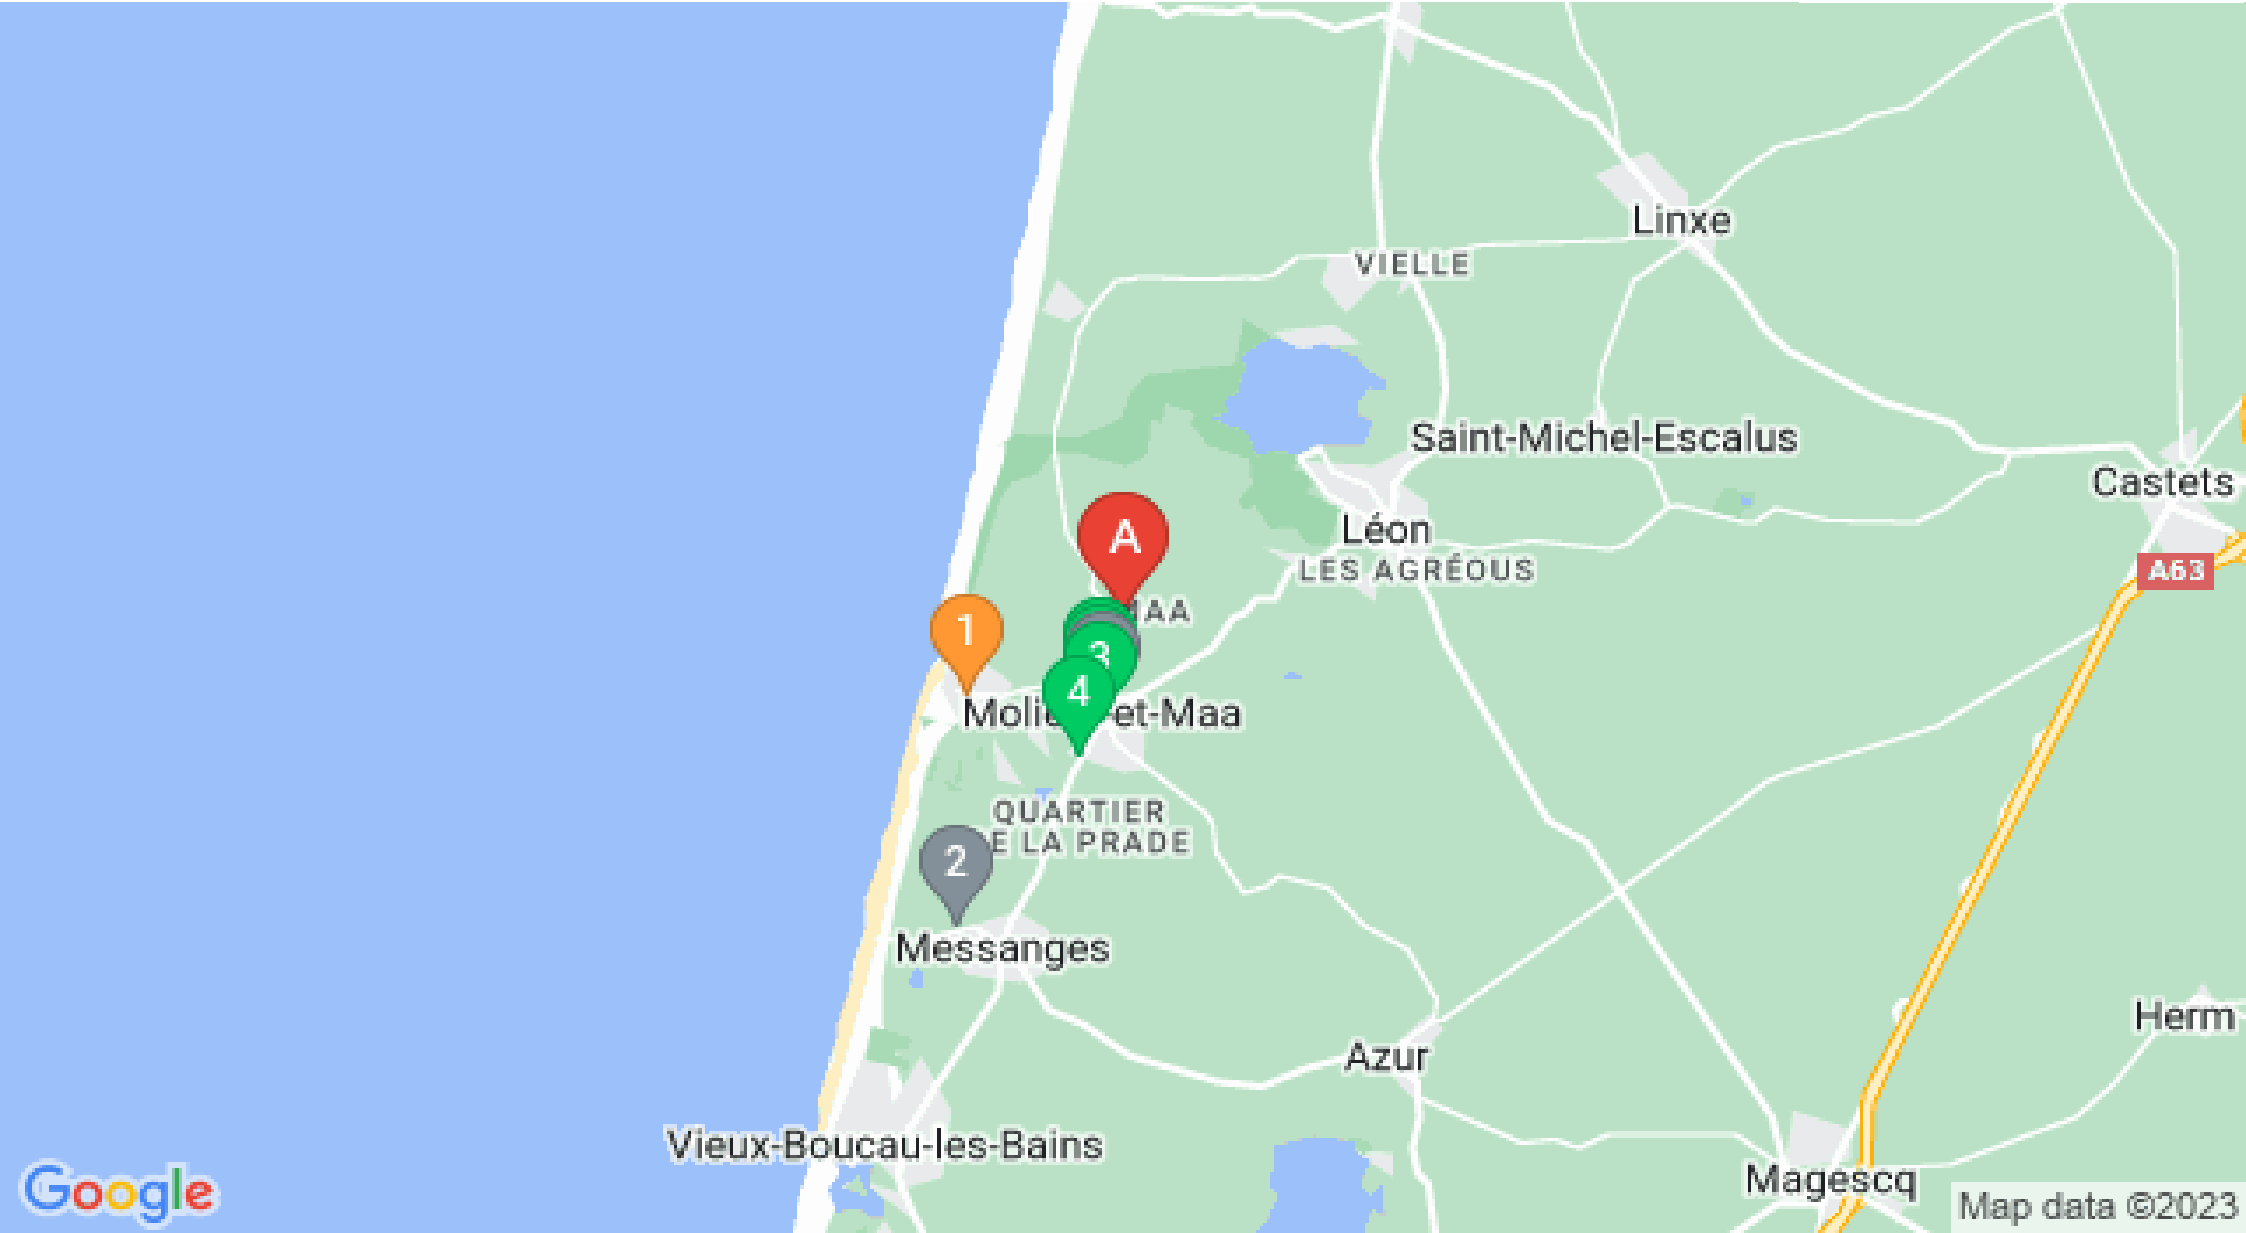 Linxe
VIELLE
Saint-Michel-Escalus
Castets
Léon
A
LES AGRÉOUS
A63
1
3
4
QUARTIER
LA PRADE
2
Messanges
Herm
Azur
Vieux-Boucau-les-Bains
Magescq
Google
Map data ©2023